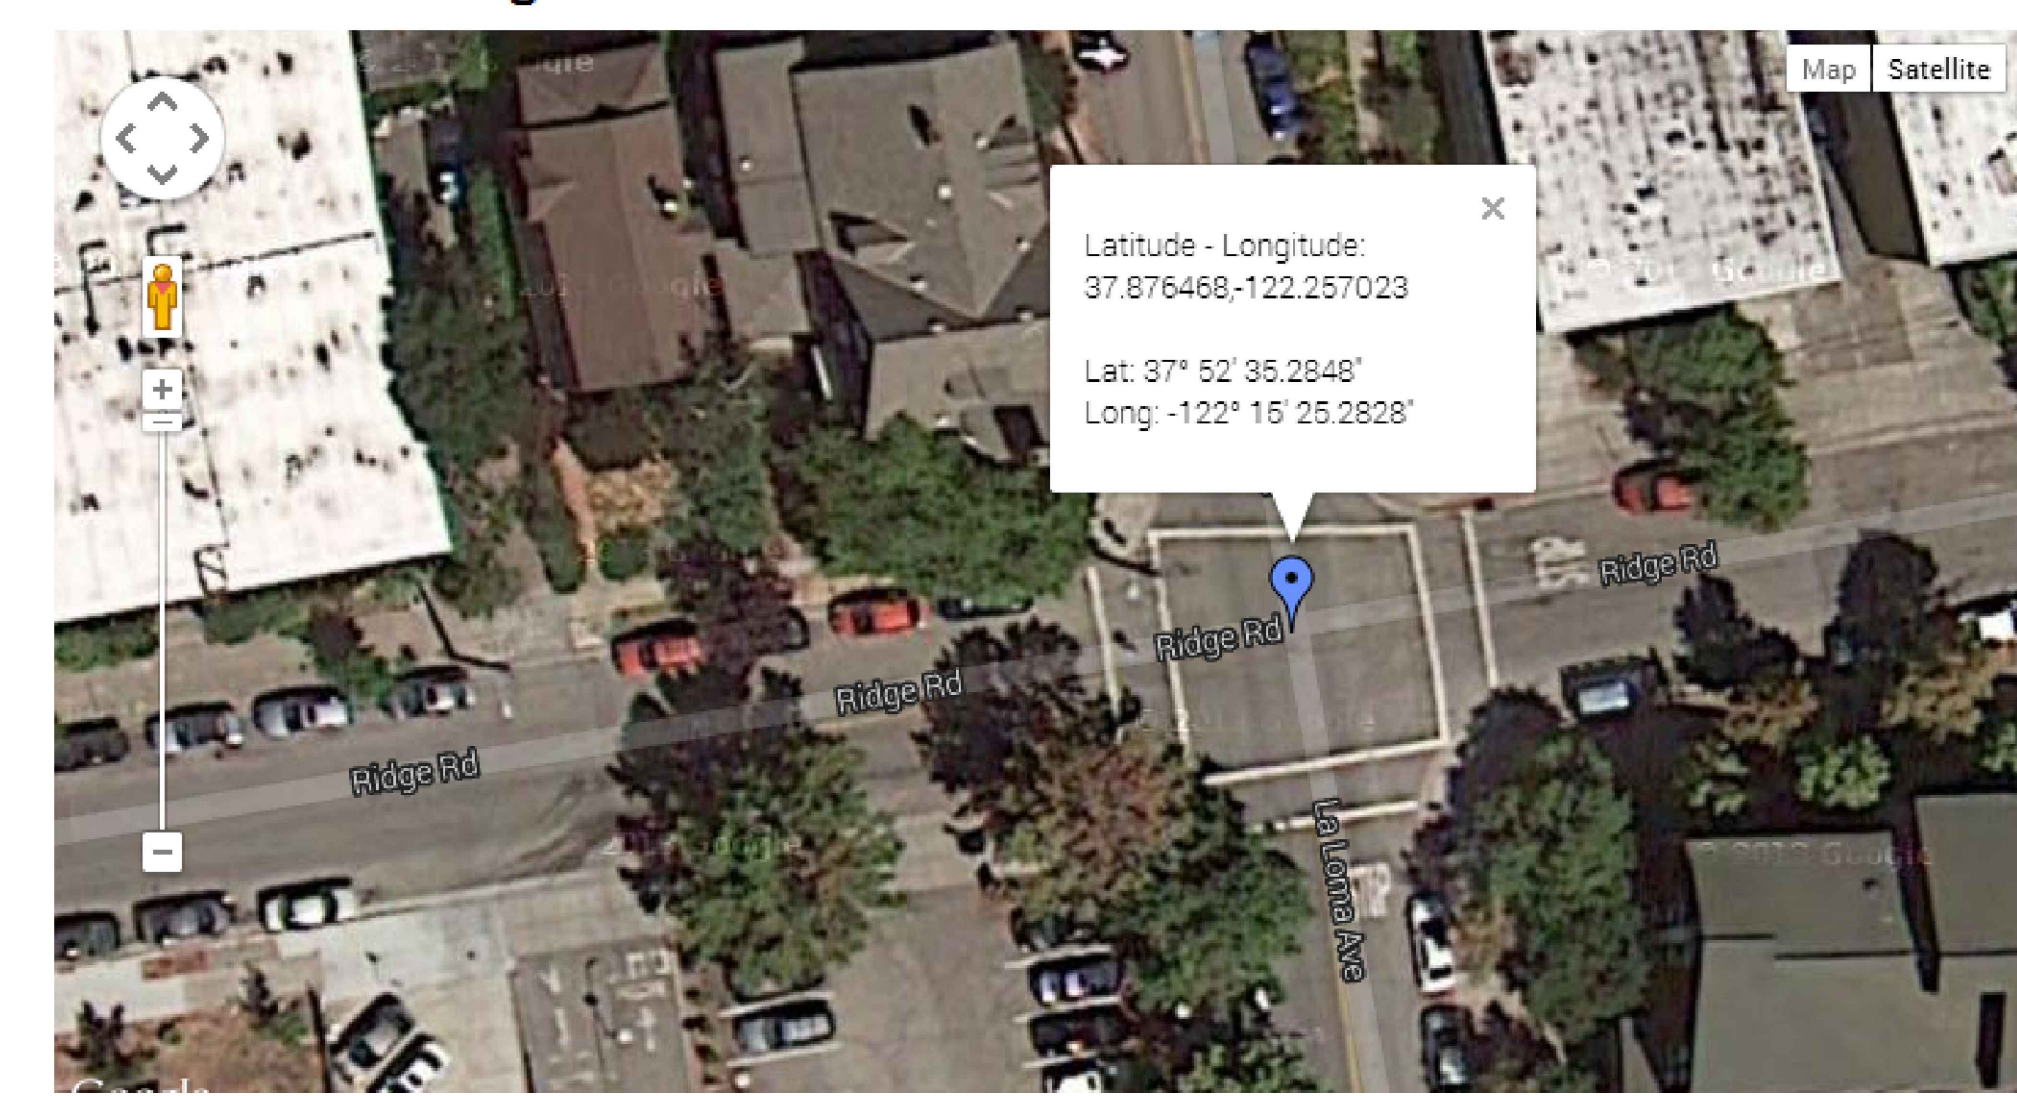 Map Satellite
Latitude - Longitude:
37.876468,-122.257023
Lat: 37° 52' 35.2848"
Long: -122° 15' 25.2828"
Ridge Rd
Ridge Rd
Ridge Rd
Ridge Rd
La Loma Ave
Google